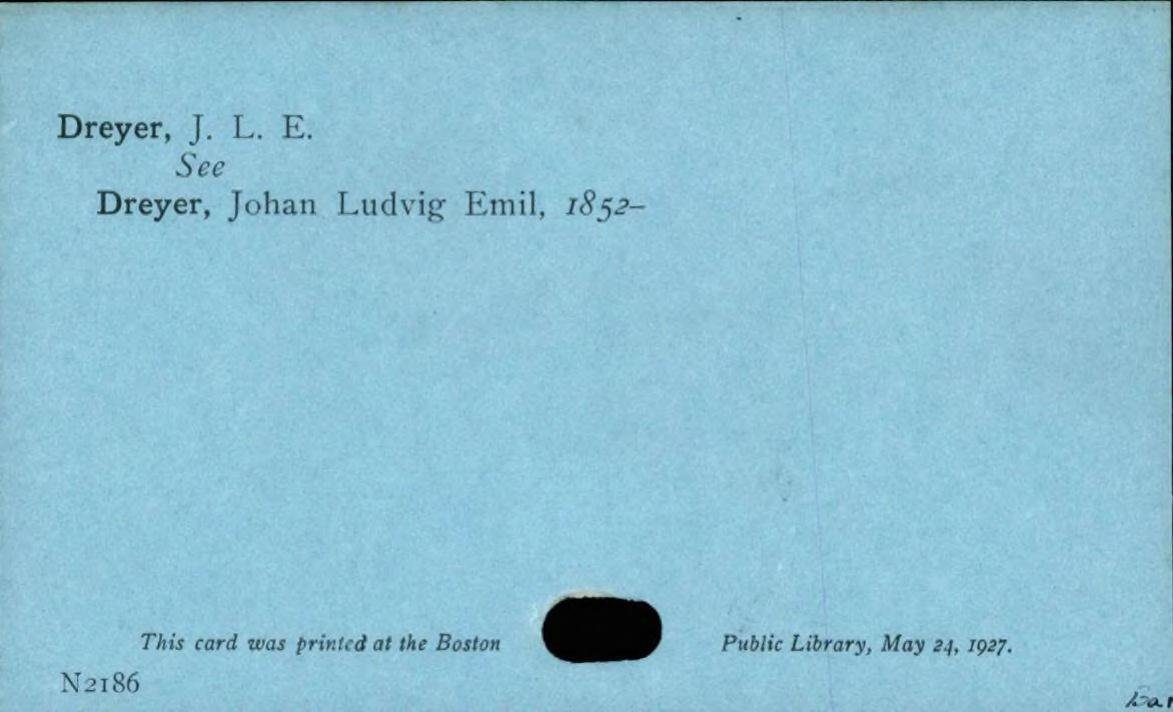 Dreyer, J. L. E.
See
Dreyer, Johan Ludvig Emil, 1852–
This card was printed at the Boston Public Library, May 24, 1927.
N2186